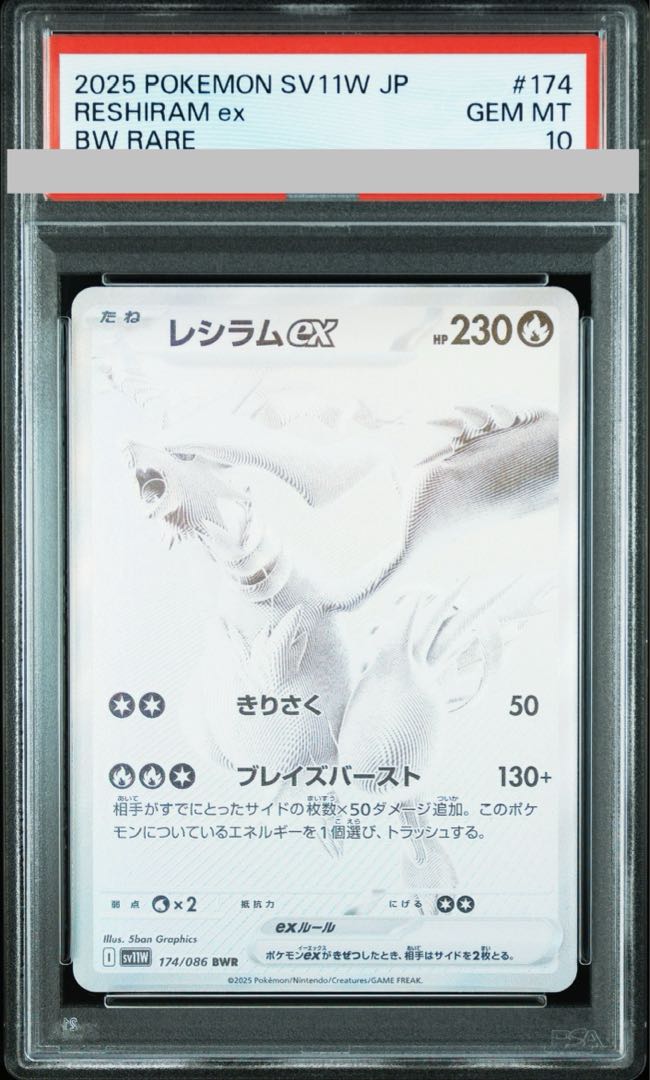 2025 POKEMON SV11W JP #174
RESHIRAM ex GEM MT
BW RARE 10
たね レシラムex HP 230
きりさく 50
ブレイズバースト 130+
相手がすでにとったサイドの枚数×50ダメージ追加。このポケ
モンについているエネルギーを1個選び、トラッシュする。
弱点 ×2 抵抗力 にげる
exルール
ポケモンexがきぜつしたとき、相手はサイドを2枚とる。
Illus. 5ban Graphics
I SV11W 174/086 BWR
©2025 Pokémon/Nintendo/Creatures/GAME FREAK.
PSA